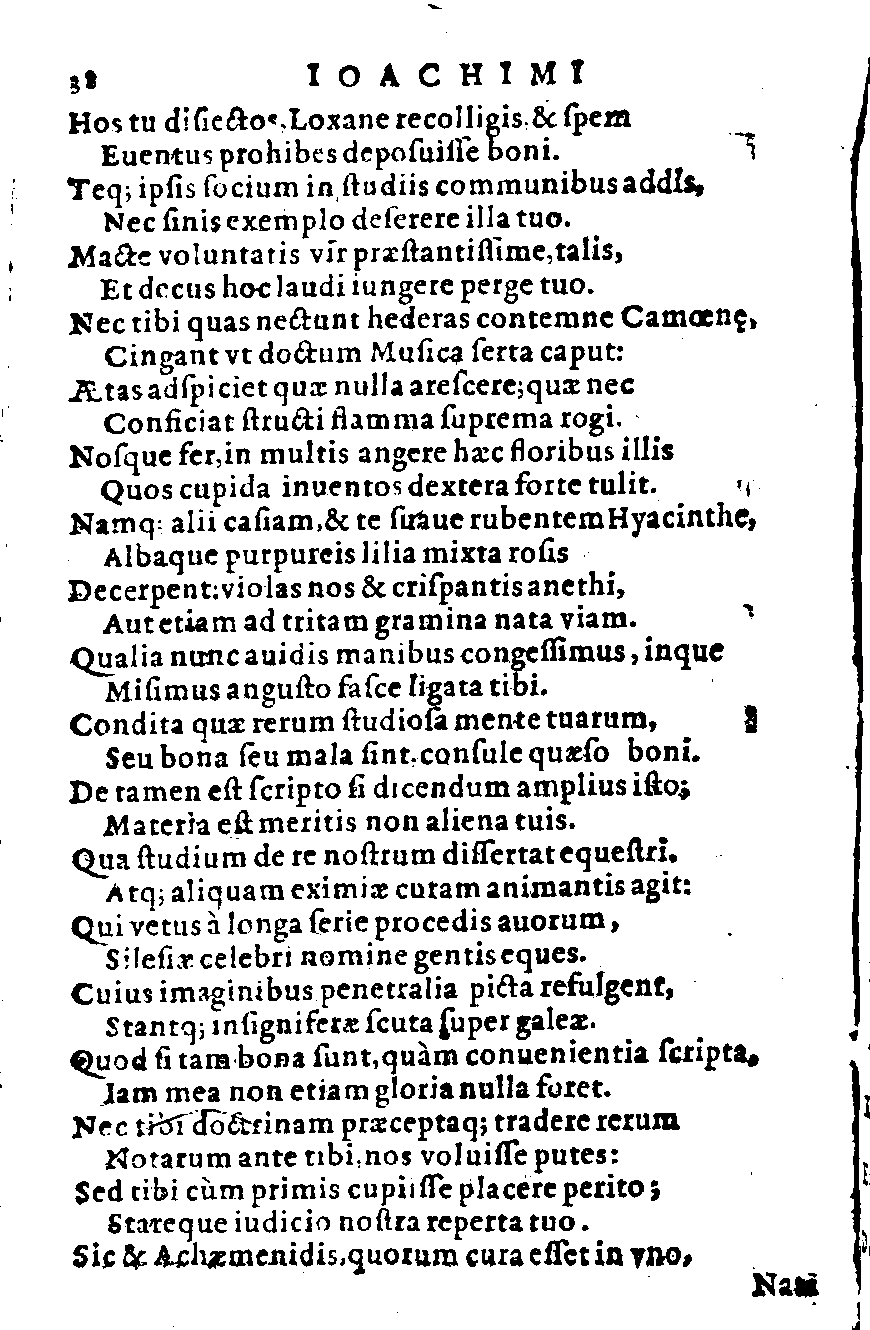 38 IOACHIMI
Hos tu disiectos, Loxane recolligis, & spem
Euentus prohibes deposuisse boni.
Teq; ipsis socium in studiis communibus addis,
Nec sinis exemplo deserere illa tuo.
Macte voluntatis vir præstantissime, talis,
Et decus hoc laudi iungere perge tuo.
Nec tibi quas nectunt hederas contemne Camœnę,
Cingant vt doctum Musica serta caput:
Ætas adspiciet quæ nulla arescere; quæ nec
Conficiat structi flamma suprema rogi.
Nosque fer, in multis angere hæc floribus illis
Quos cupida inuentos dextera forte tulit.
Namq; alii casiam, & te suaue rubentem Hyacinthe,
Albaque purpureis lilia mixta rosis
Decerpent: violas nos & crispantis anethi,
Aut etiam ad tritam gramina nata viam.
Qualia nunc auidis manibus congessimus, inque
Misimus angusto fasce ligata tibi.
Condita quæ rerum studiosa mente tuarum,
Seu bona seu mala sint, consule quæso boni.
De tamen est scripto si dicendum amplius isto;
Materia est meritis non aliena tuis.
Qua studium de re nostrum dissertat equestri.
Atq; aliquam eximiæ curam animantis agit:
Qui vetus à longa serie procedis auorum,
Silesiæ celebri nomine gentis eques.
Cuius imaginibus penetralia picta refulgent,
Stantq; insigniferæ scuta super galeæ.
Quod si tam bona sunt, quàm conuenientia scripta,
Iam mea non etiam gloria nulla foret.
Nec tibi doctrinam præceptaq; tradere rerum
Notarum ante tibi, nos voluisse putes:
Sed tibi cùm primis cupiisse placere perito;
Stareque iudicio nostra reperta tuo.
Sic & Achæmenidis, quorum cura esset in vno,